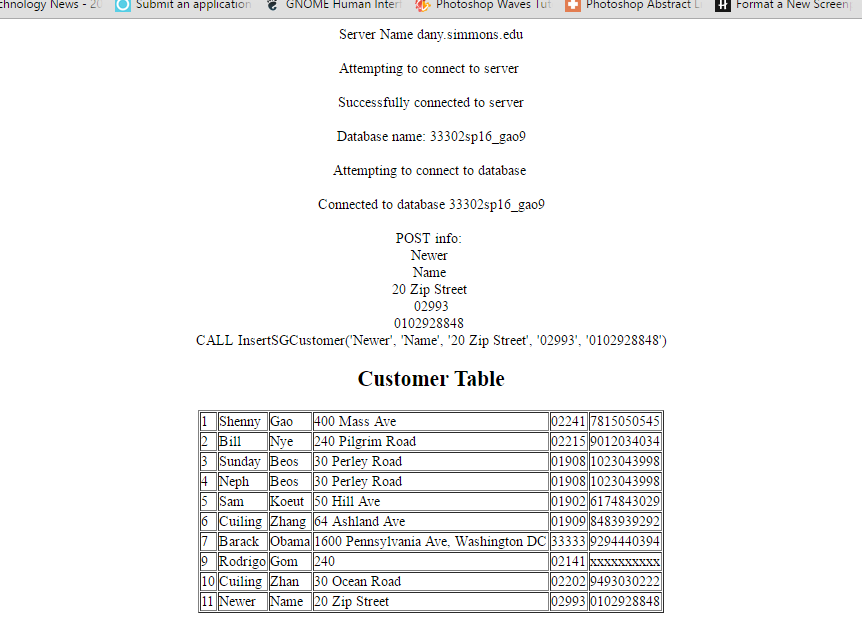 chnology News - 20 Submit an application GNOME Human Interf Photoshop Waves Tut Photoshop Abstract L Format a New Screenp
Server Name dany.simmons.edu
Attempting to connect to server
Successfully connected to server
Database name: 33302sp16_gao9
Attempting to connect to database
Connected to database 33302sp16_gao9
POST info:
Newer
Name
20 Zip Street
02993
0102928848
CALL InsertSGCustomer('Newer', 'Name', '20 Zip Street', '02993', '0102928848')
Customer Table
1 Shenny Gao 400 Mass Ave 02241 7815050545
2 Bill Nye 240 Pilgrim Road 02215 9012034034
3 Sunday Beos 30 Perley Road 01908 1023043998
4 Neph Beos 30 Perley Road 01908 1023043998
5 Sam Koeut 50 Hill Ave 01902 6174843029
6 Cuiling Zhang 64 Ashland Ave 01909 8483939292
7 Barack Obama 1600 Pennsylvania Ave, Washington DC 33333 9294440394
9 Rodrigo Gom 240 02141 xxxxxxxxxx
10 Cuiling Zhan 30 Ocean Road 02202 9493030222
11 Newer Name 20 Zip Street 02993 0102928848